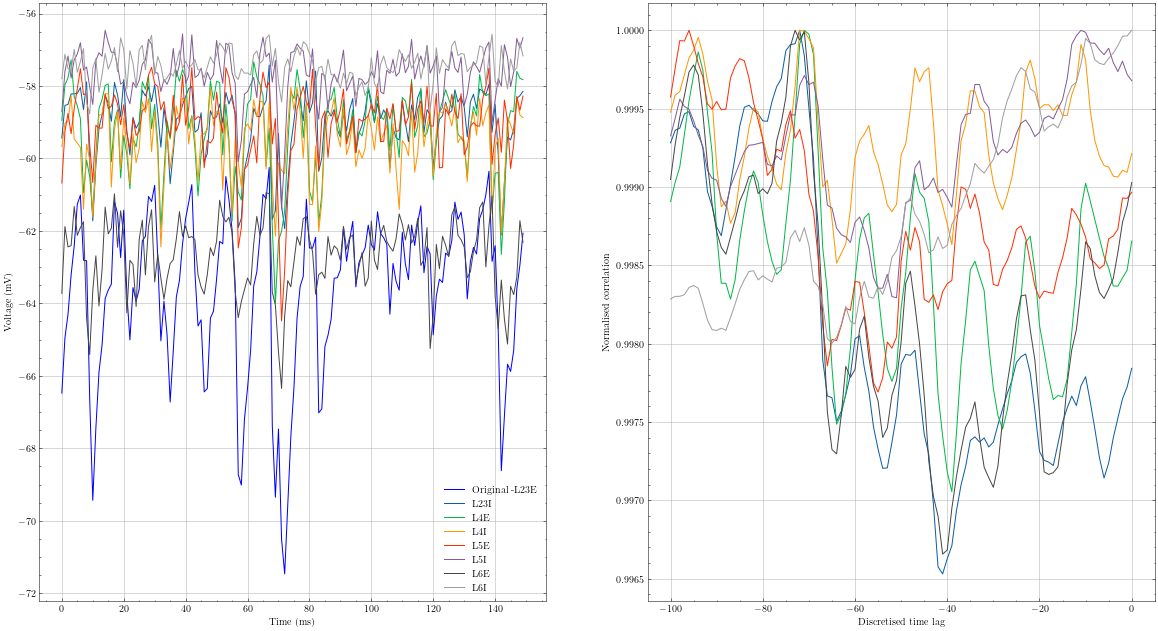 −56
−58
−60
−62
−64
−66
−68
−70
−72
Voltage (mV)
0
20
40
60
80
100
120
140
Time (ms)
Original -L23E
L23I
L4E
L4I
L5E
L5I
L6E
L6I
1.0000
0.9995
0.9990
0.9985
0.9980
0.9975
0.9970
0.9965
Normalised correlation
−100
−80
−60
−40
−20
0
Discretised time lag